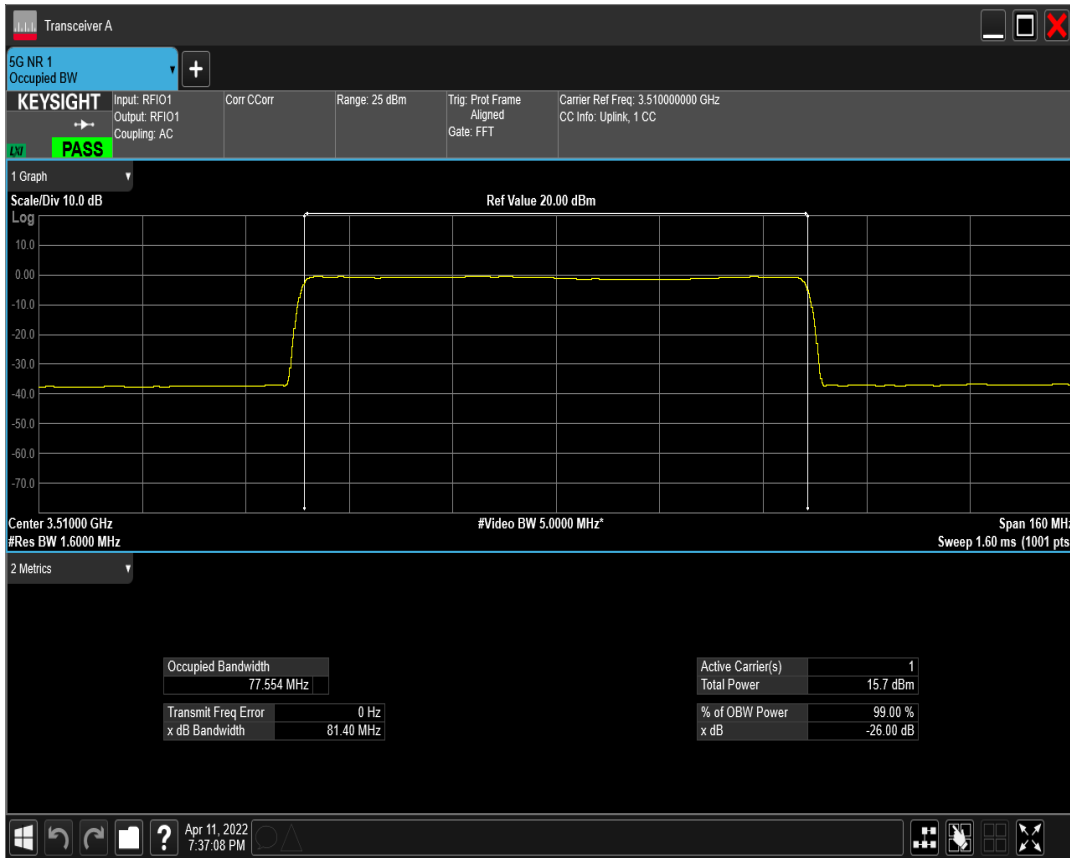 Transceiver A
5G NR 1
Occupied BW
KEYSIGHT
LXI
PASS
Input: RFIO1
Output: RFIO1
Coupling: AC
Corr CCorr
Range: 25 dBm
Trig: Prot Frame
Aligned
Gate: FFT
Carrier Ref Freq: 3.510000000 GHz
CC Info: Uplink, 1 CC
1 Graph
Scale/Div 10.0 dB
Ref Value 20.00 dBm
Log
10.0
0.00
-10.0
-20.0
-30.0
-40.0
-50.0
-60.0
-70.0
Center 3.51000 GHz
#Video BW 5.0000 MHz*
Span 160 MHz
#Res BW 1.6000 MHz
Sweep 1.60 ms (1001 pts
2 Metrics
Occupied Bandwidth
77.554 MHz
Transmit Freq Error 0 Hz
x dB Bandwidth 81.40 MHz
Active Carrier(s) 1
Total Power 15.7 dBm
% of OBW Power 99.00 %
x dB -26.00 dB
?
Apr 11, 2022
7:37:08 PM